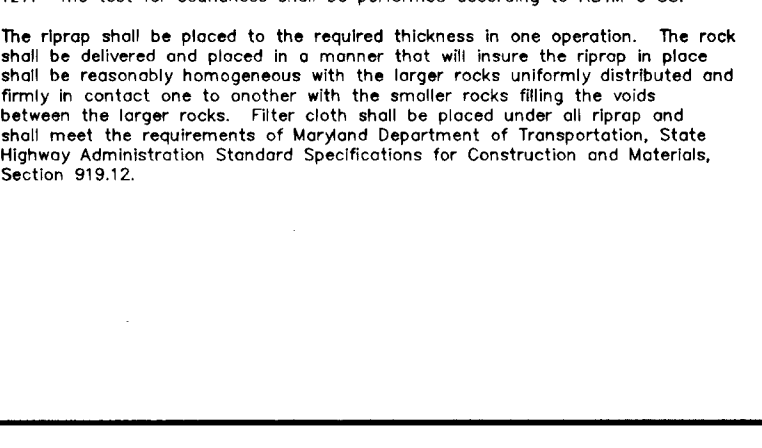 The riprap shall be placed to the required thickness in one operation. The rock
shall be delivered and placed in a manner that will insure the riprap in place
shall be reasonably homogeneous with the larger rocks uniformly distributed and
firmly in contact one to another with the smaller rocks filling the voids
between the larger rocks. Filter cloth shall be placed under all riprap and
shall meet the requirements of Maryland Department of Transportation, State
Highway Administration Standard Specifications for Construction and Materials,
Section 919.12.